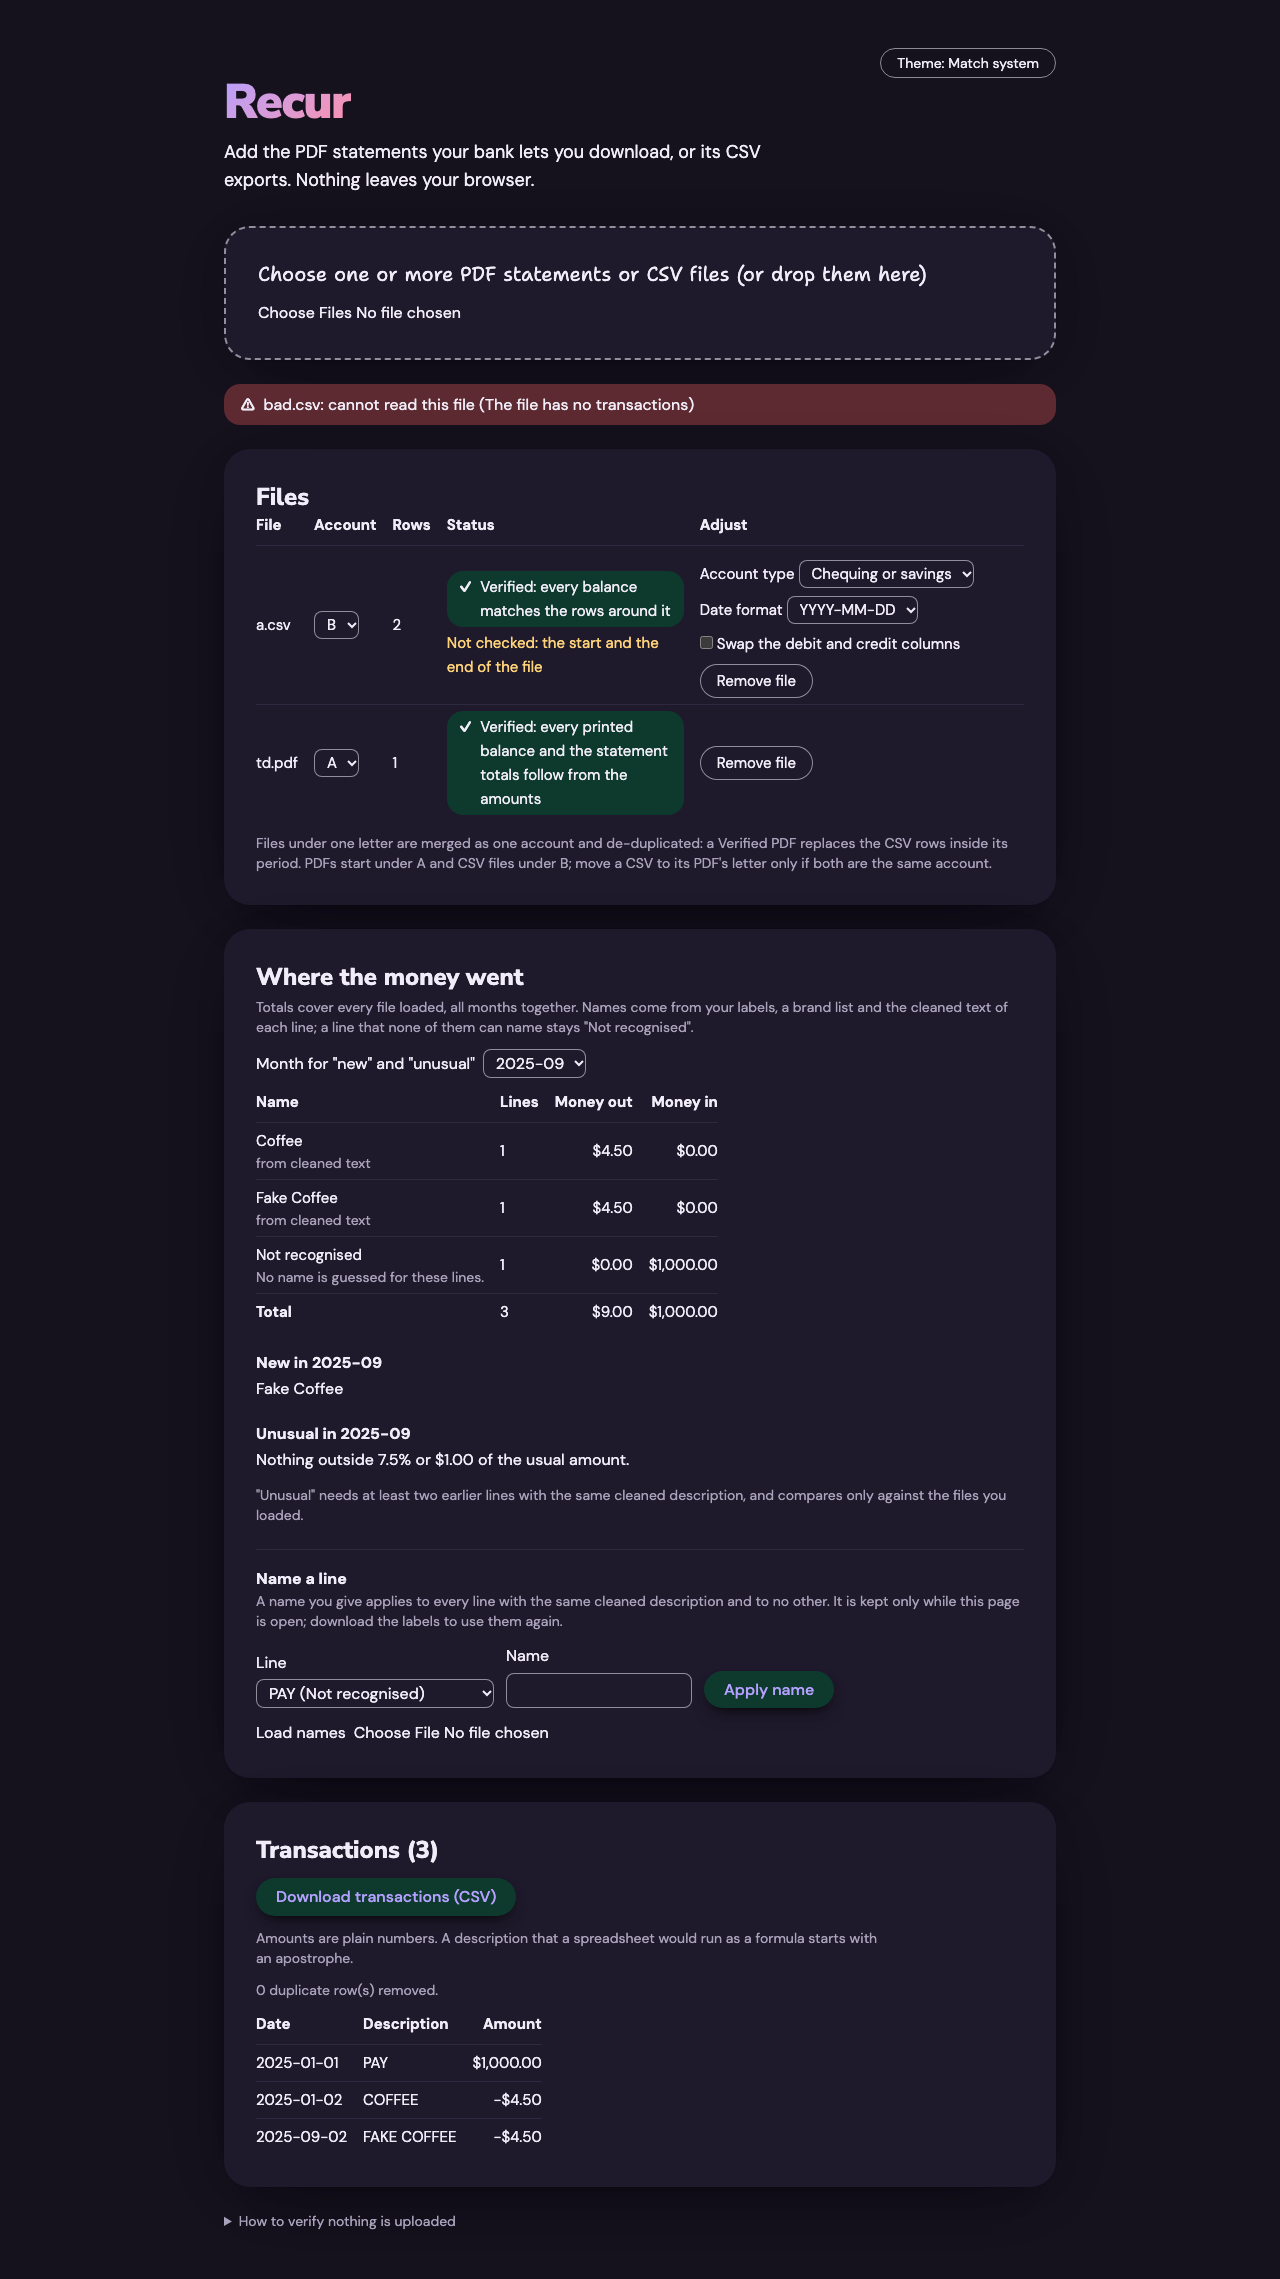 Theme: Match system
Recur
Add the PDF statements your bank lets you download, or its CSV
exports. Nothing leaves your browser.
Choose one or more PDF statements or CSV files (or drop them here)
Choose Files No file chosen
⚠ bad.csv: cannot read this file (The file has no transactions)
Files
File Account Rows Status Adjust
a.csv B 2
✓ Verified: every balance
matches the rows around it
Not checked: the start and the
end of the file
Account type Chequing or savings
Date format YYYY-MM-DD
Swap the debit and credit columns
Remove file
td.pdf A 1
✓ Verified: every printed
balance and the statement
totals follow from the
amounts
Remove file
Files under one letter are merged as one account and de-duplicated: a Verified PDF replaces the CSV rows inside its
period. PDFs start under A and CSV files under B; move a CSV to its PDF's letter only if both are the same account.
Where the money went
Totals cover every file loaded, all months together. Names come from your labels, a brand list and the cleaned text of
each line; a line that none of them can name stays "Not recognised".
Month for "new" and "unusual" 2025-09
Name Lines Money out Money in
Coffee
from cleaned text
1 $4.50 $0.00
Fake Coffee
from cleaned text
1 $4.50 $0.00
Not recognised
No name is guessed for these lines.
1 $0.00 $1,000.00
Total 3 $9.00 $1,000.00
New in 2025-09
Fake Coffee
Unusual in 2025-09
Nothing outside 7.5% or $1.00 of the usual amount.
"Unusual" needs at least two earlier lines with the same cleaned description, and compares only against the files you
loaded.
Name a line
A name you give applies to every line with the same cleaned description and to no other. It is kept only while this page
is open; download the labels to use them again.
Line
PAY (Not recognised)
Name
Apply name
Load names Choose File No file chosen
Transactions (3)
Download transactions (CSV)
Amounts are plain numbers. A description that a spreadsheet would run as a formula starts with
an apostrophe.
0 duplicate row(s) removed.
Date Description Amount
2025-01-01 PAY $1,000.00
2025-01-02 COFFEE -$4.50
2025-09-02 FAKE COFFEE -$4.50
▶ How to verify nothing is uploaded